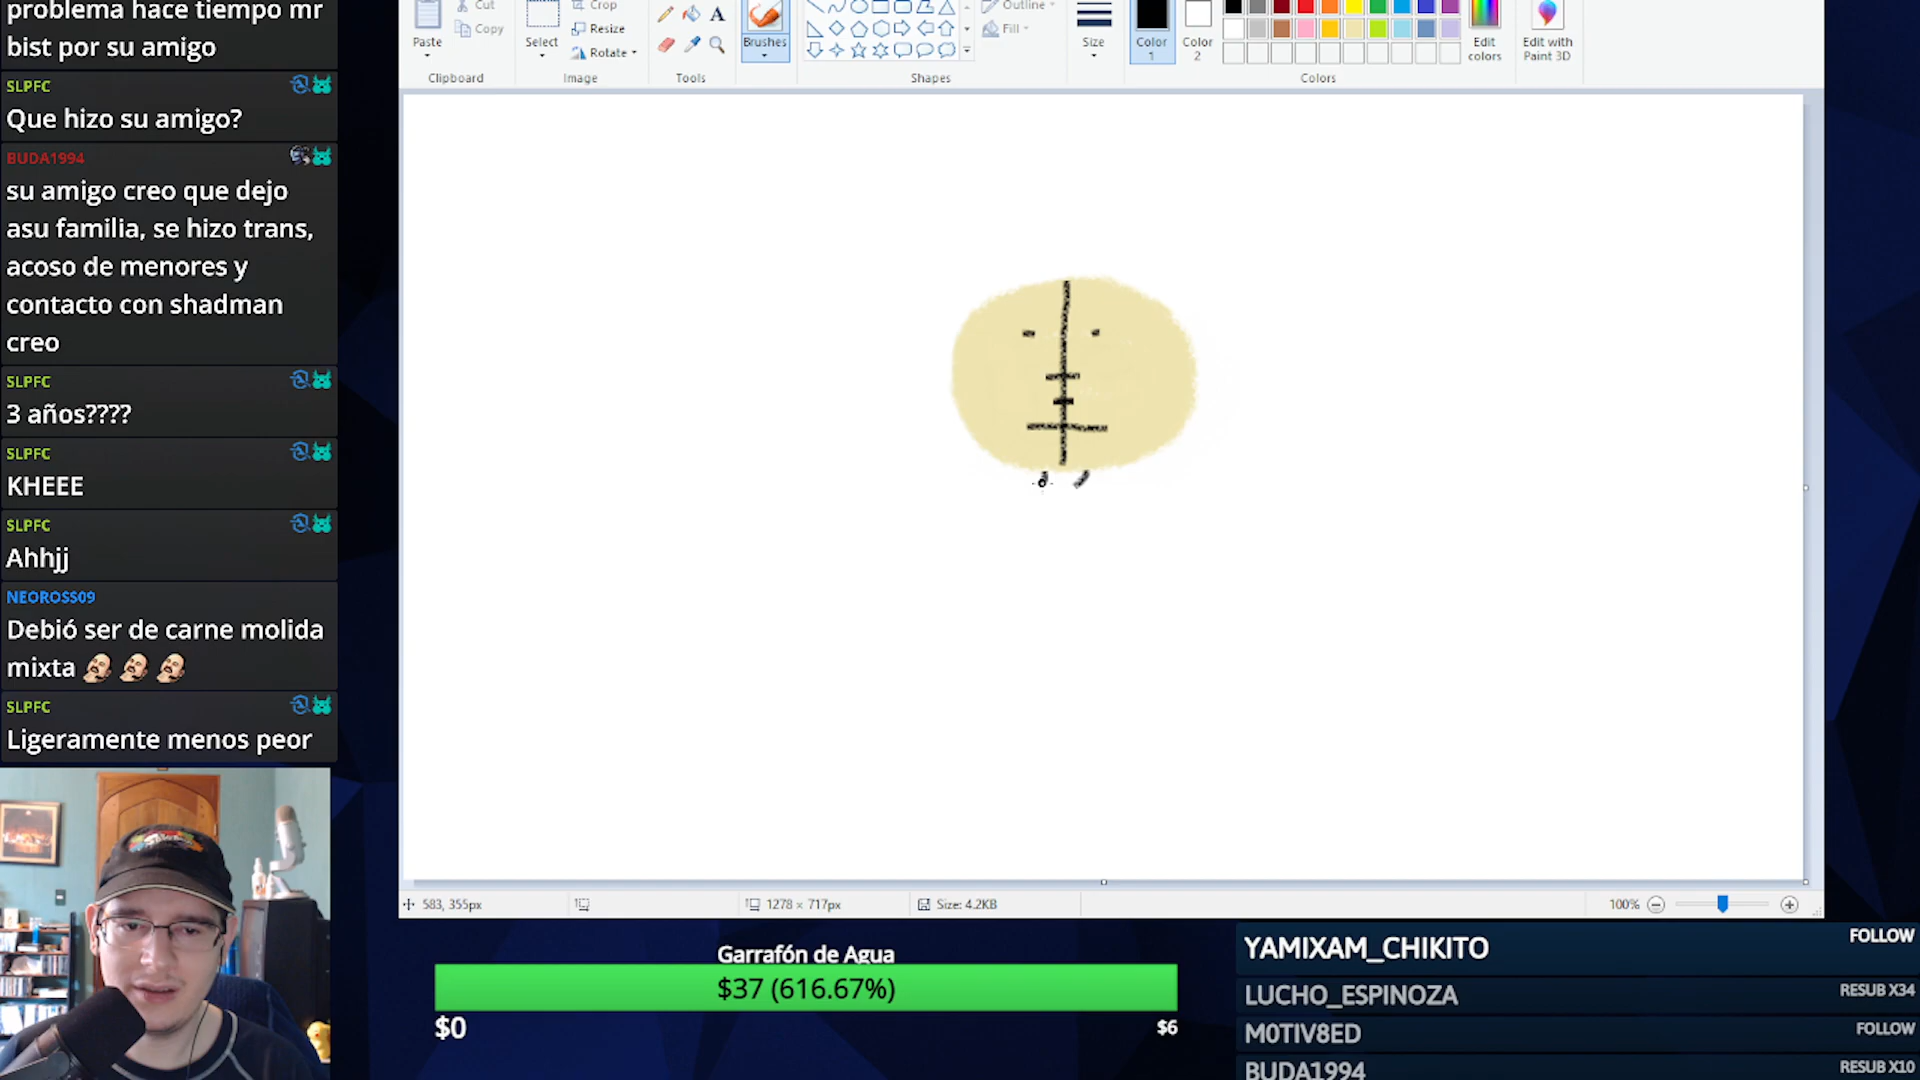 problema hace tiempo mr
bist por su amigo
SLPFC
Que hizo su amigo?
BUDA1994
su amigo creo que dejo
asu familia, se hizo trans,
acoso de menores y
contacto con shadman
creo
SLPFC
3 años????
SLPFC
KHEEE
SLPFC
Ahhjj
NEOROSS09
Debió ser de carne molida
mixta
SLPFC
Ligeramente menos peor
Paste
Cut
Copy
Clipboard
Select
Crop
Resize
Rotate
Image
A
Tools
Brushes
Shapes
Outline
Fill
Size
Color
1
Color
2
Colors
Edit
colors
Edit with
Paint 3D
583, 355px
1278 × 717px
Size: 4.2KB
100%
Garrafón de Agua
$37 (616.67%)
$0
$6
YAMIXAM_CHIKITO
FOLLOW
LUCHO_ESPINOZA
RESUB X34
M0TIV8ED
FOLLOW
BUDA1994
RESUB X10